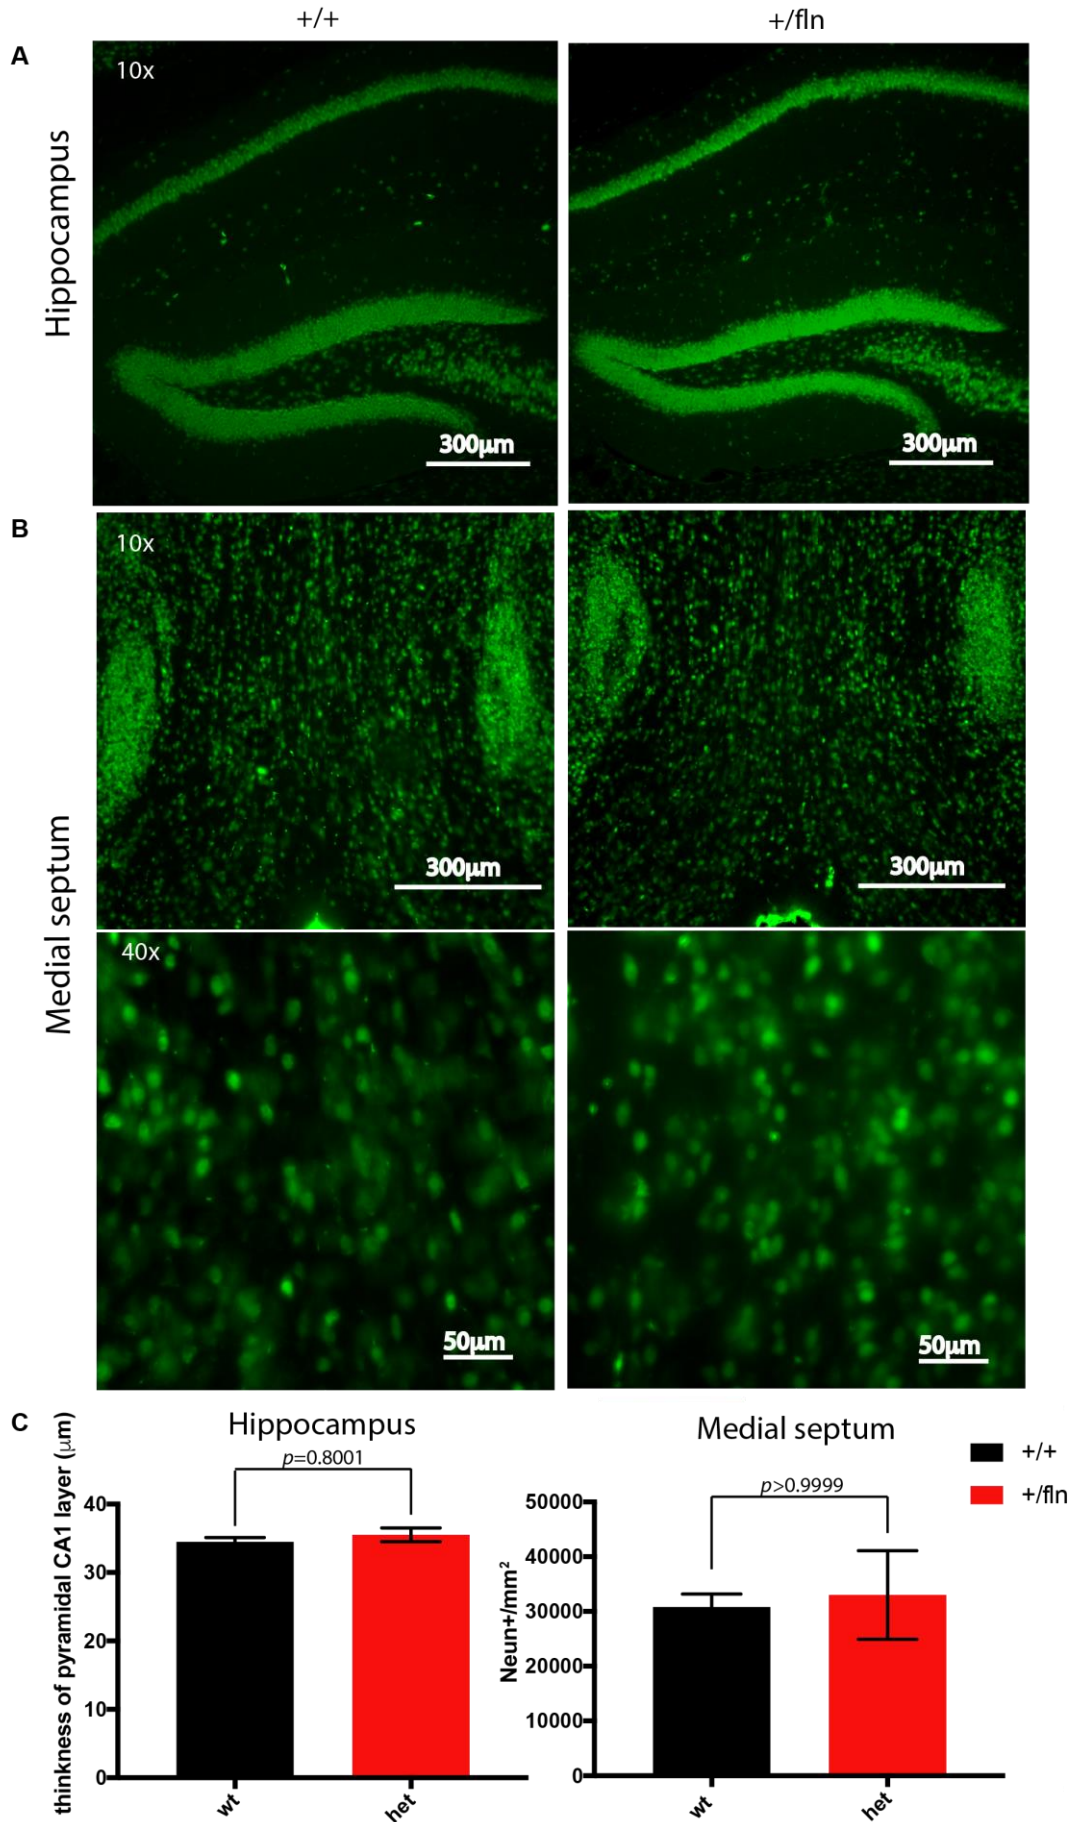 +/+
+/fln
A
10x
Hippocampus
300µm
300µm
B
10x
Medial septum
300µm
300µm
40x
50µm
50µm
C
Hippocampus
thinkness of pyramidal CA1 layer (µm)
p=0.8001
40
30
20
10
0
wt
het
Medial septum
Neun+/mm²
p>0.9999
50000
40000
30000
20000
10000
0
wt
het
+/+
+/fln